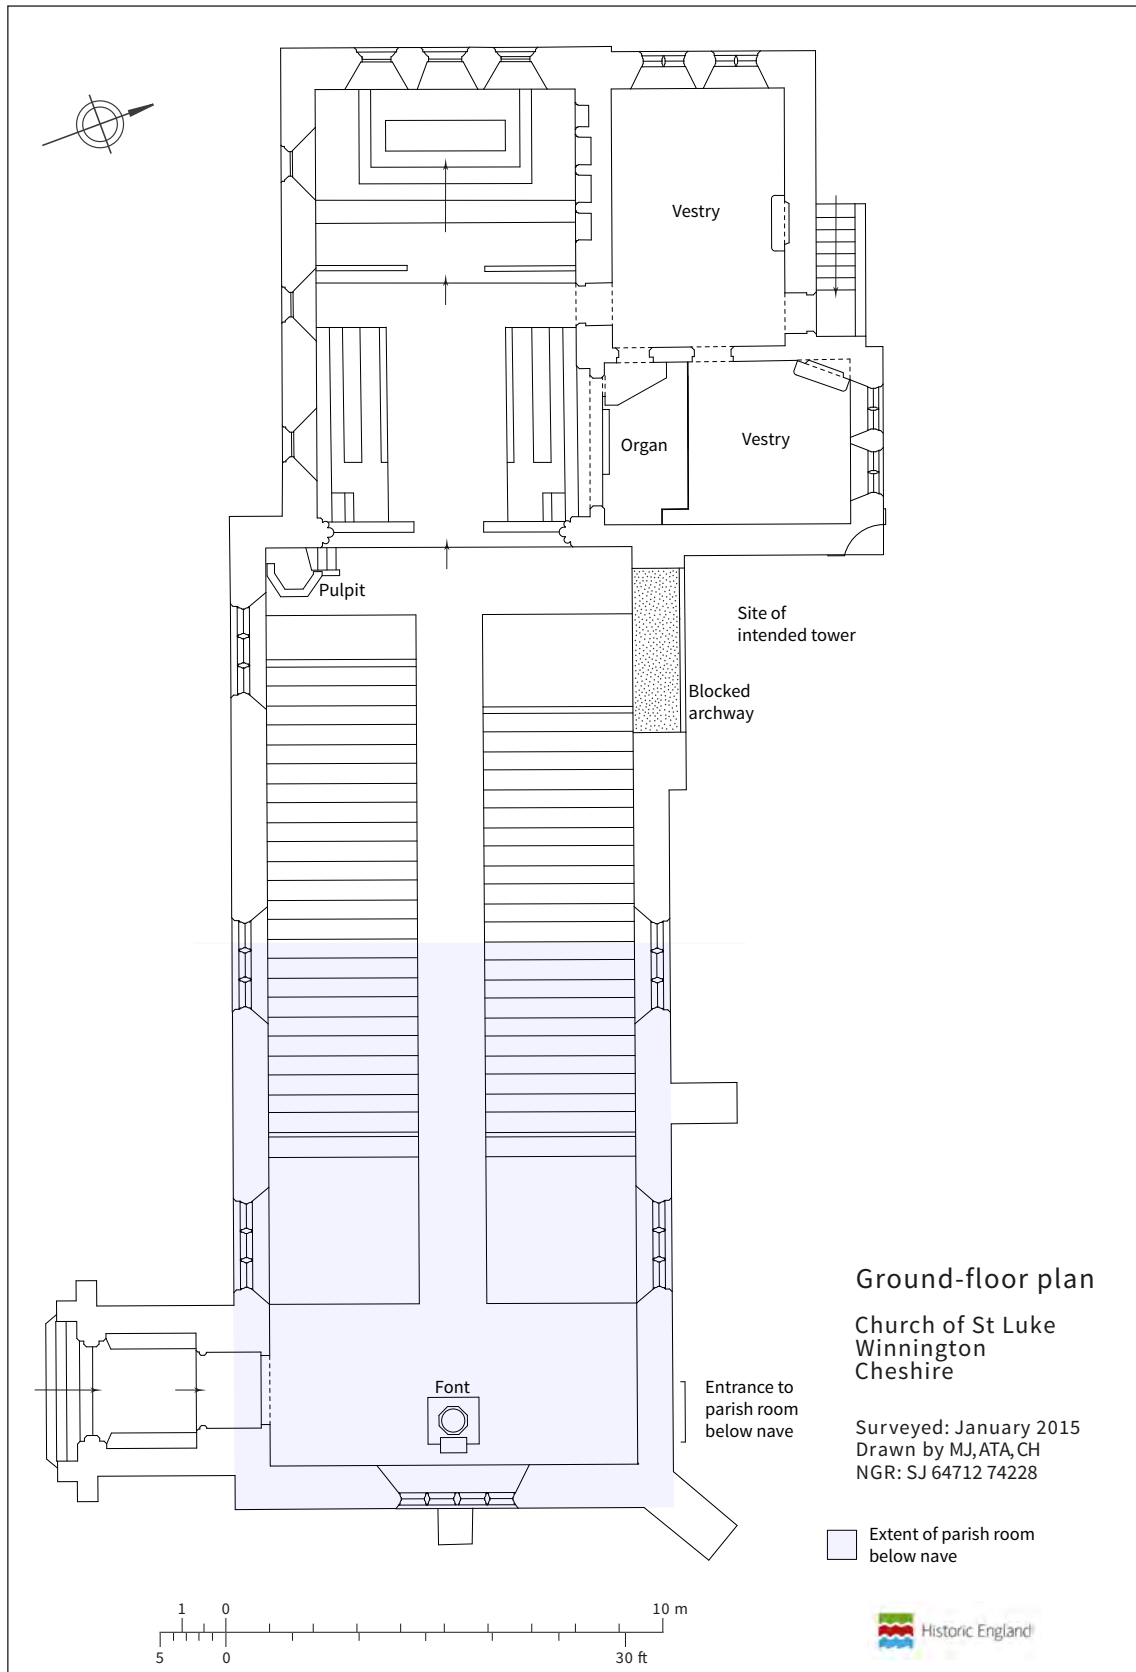 Vestry
Organ
Vestry
Pulpit
Site of
intended tower
Blocked
archway
Ground-floor plan
Church of St Luke
Winnington
Cheshire
Font
Entrance to
parish room
below nave
Surveyed: January 2015
Drawn by MJ, ATA, CH
NGR: SJ 64712 74228
Extent of parish room
below nave
1 0 10 m
5 0 30 ft
Historic England